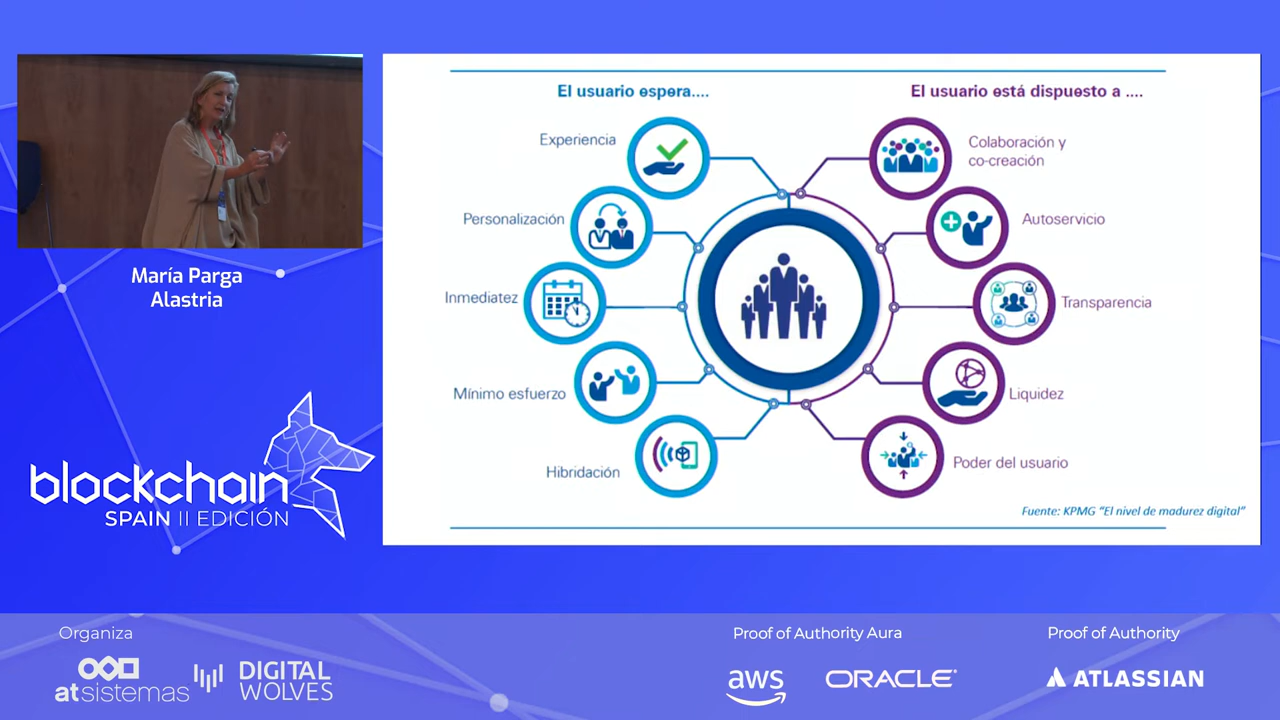 El usuario espera....
El usuario está dispuesto a ....
Experiencia
Personalización
Inmediatez
Mínimo esfuerzo
Hibridación
Colaboración y
co-creación
Autoservicio
Transparencia
Liquidez
Poder del usuario
Fuente: KPMG "El nivel de madurez digital"
María Parga
Alastria
blockchain
SPAIN II EDICIÓN
Organiza
atsistemas
DIGITAL
WOLVES
Proof of Authority Aura
aws
ORACLE
Proof of Authority
ATLASSIAN